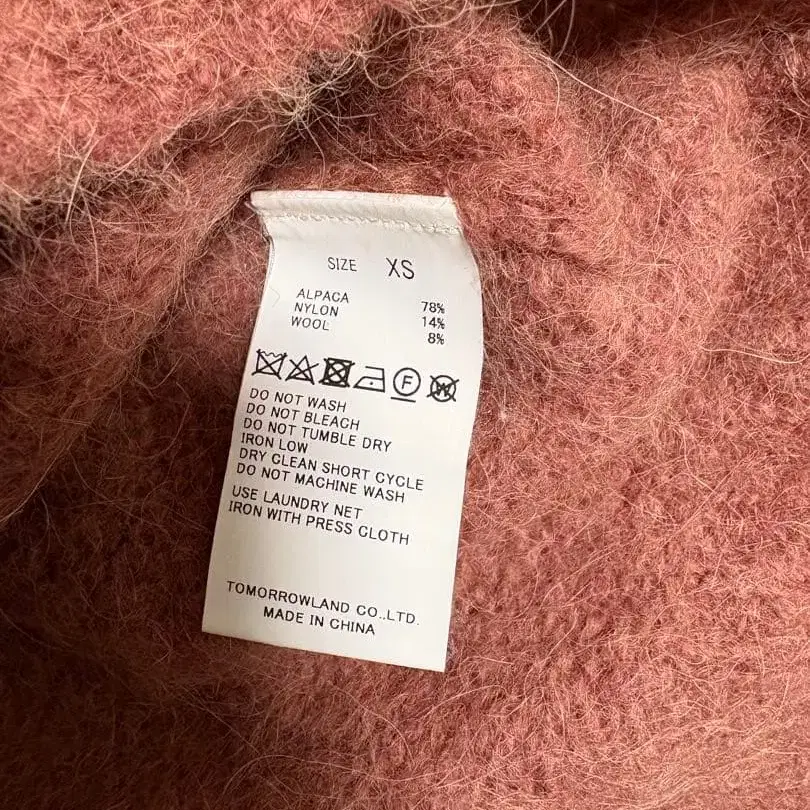 SIZE XS
ALPACA 78%
NYLON 14%
WOOL 8%
F W
DO NOT WASH
DO NOT BLEACH
DO NOT TUMBLE DRY
IRON LOW
DRY CLEAN SHORT CYCLE
DO NOT MACHINE WASH
USE LAUNDRY NET
IRON WITH PRESS CLOTH
TOMORROWLAND CO.,LTD.
MADE IN CHINA